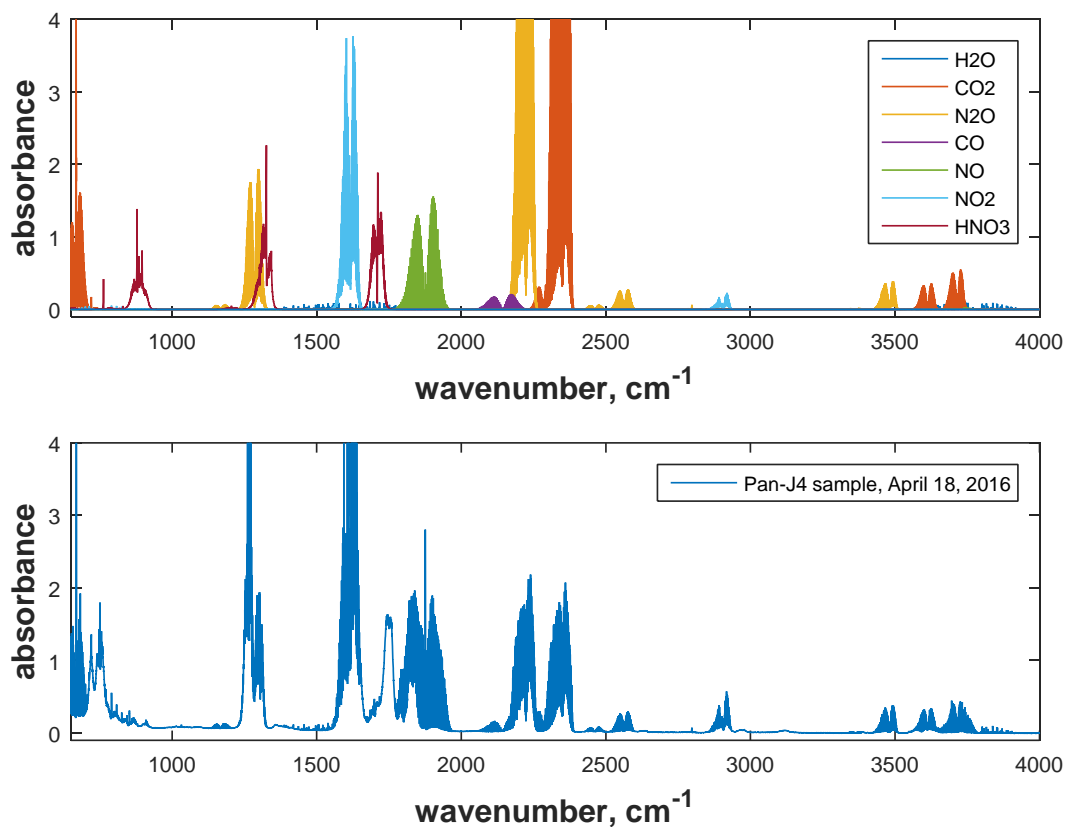 4
3
2
1
0
absorbance
H2O
CO2
N2O
CO
NO
NO2
HNO3
1000 1500 2000 2500 3000 3500 4000
wavenumber, cm-1
4
3
2
1
0
absorbance
Pan-J4 sample, April 18, 2016
1000 1500 2000 2500 3000 3500 4000
wavenumber, cm-1